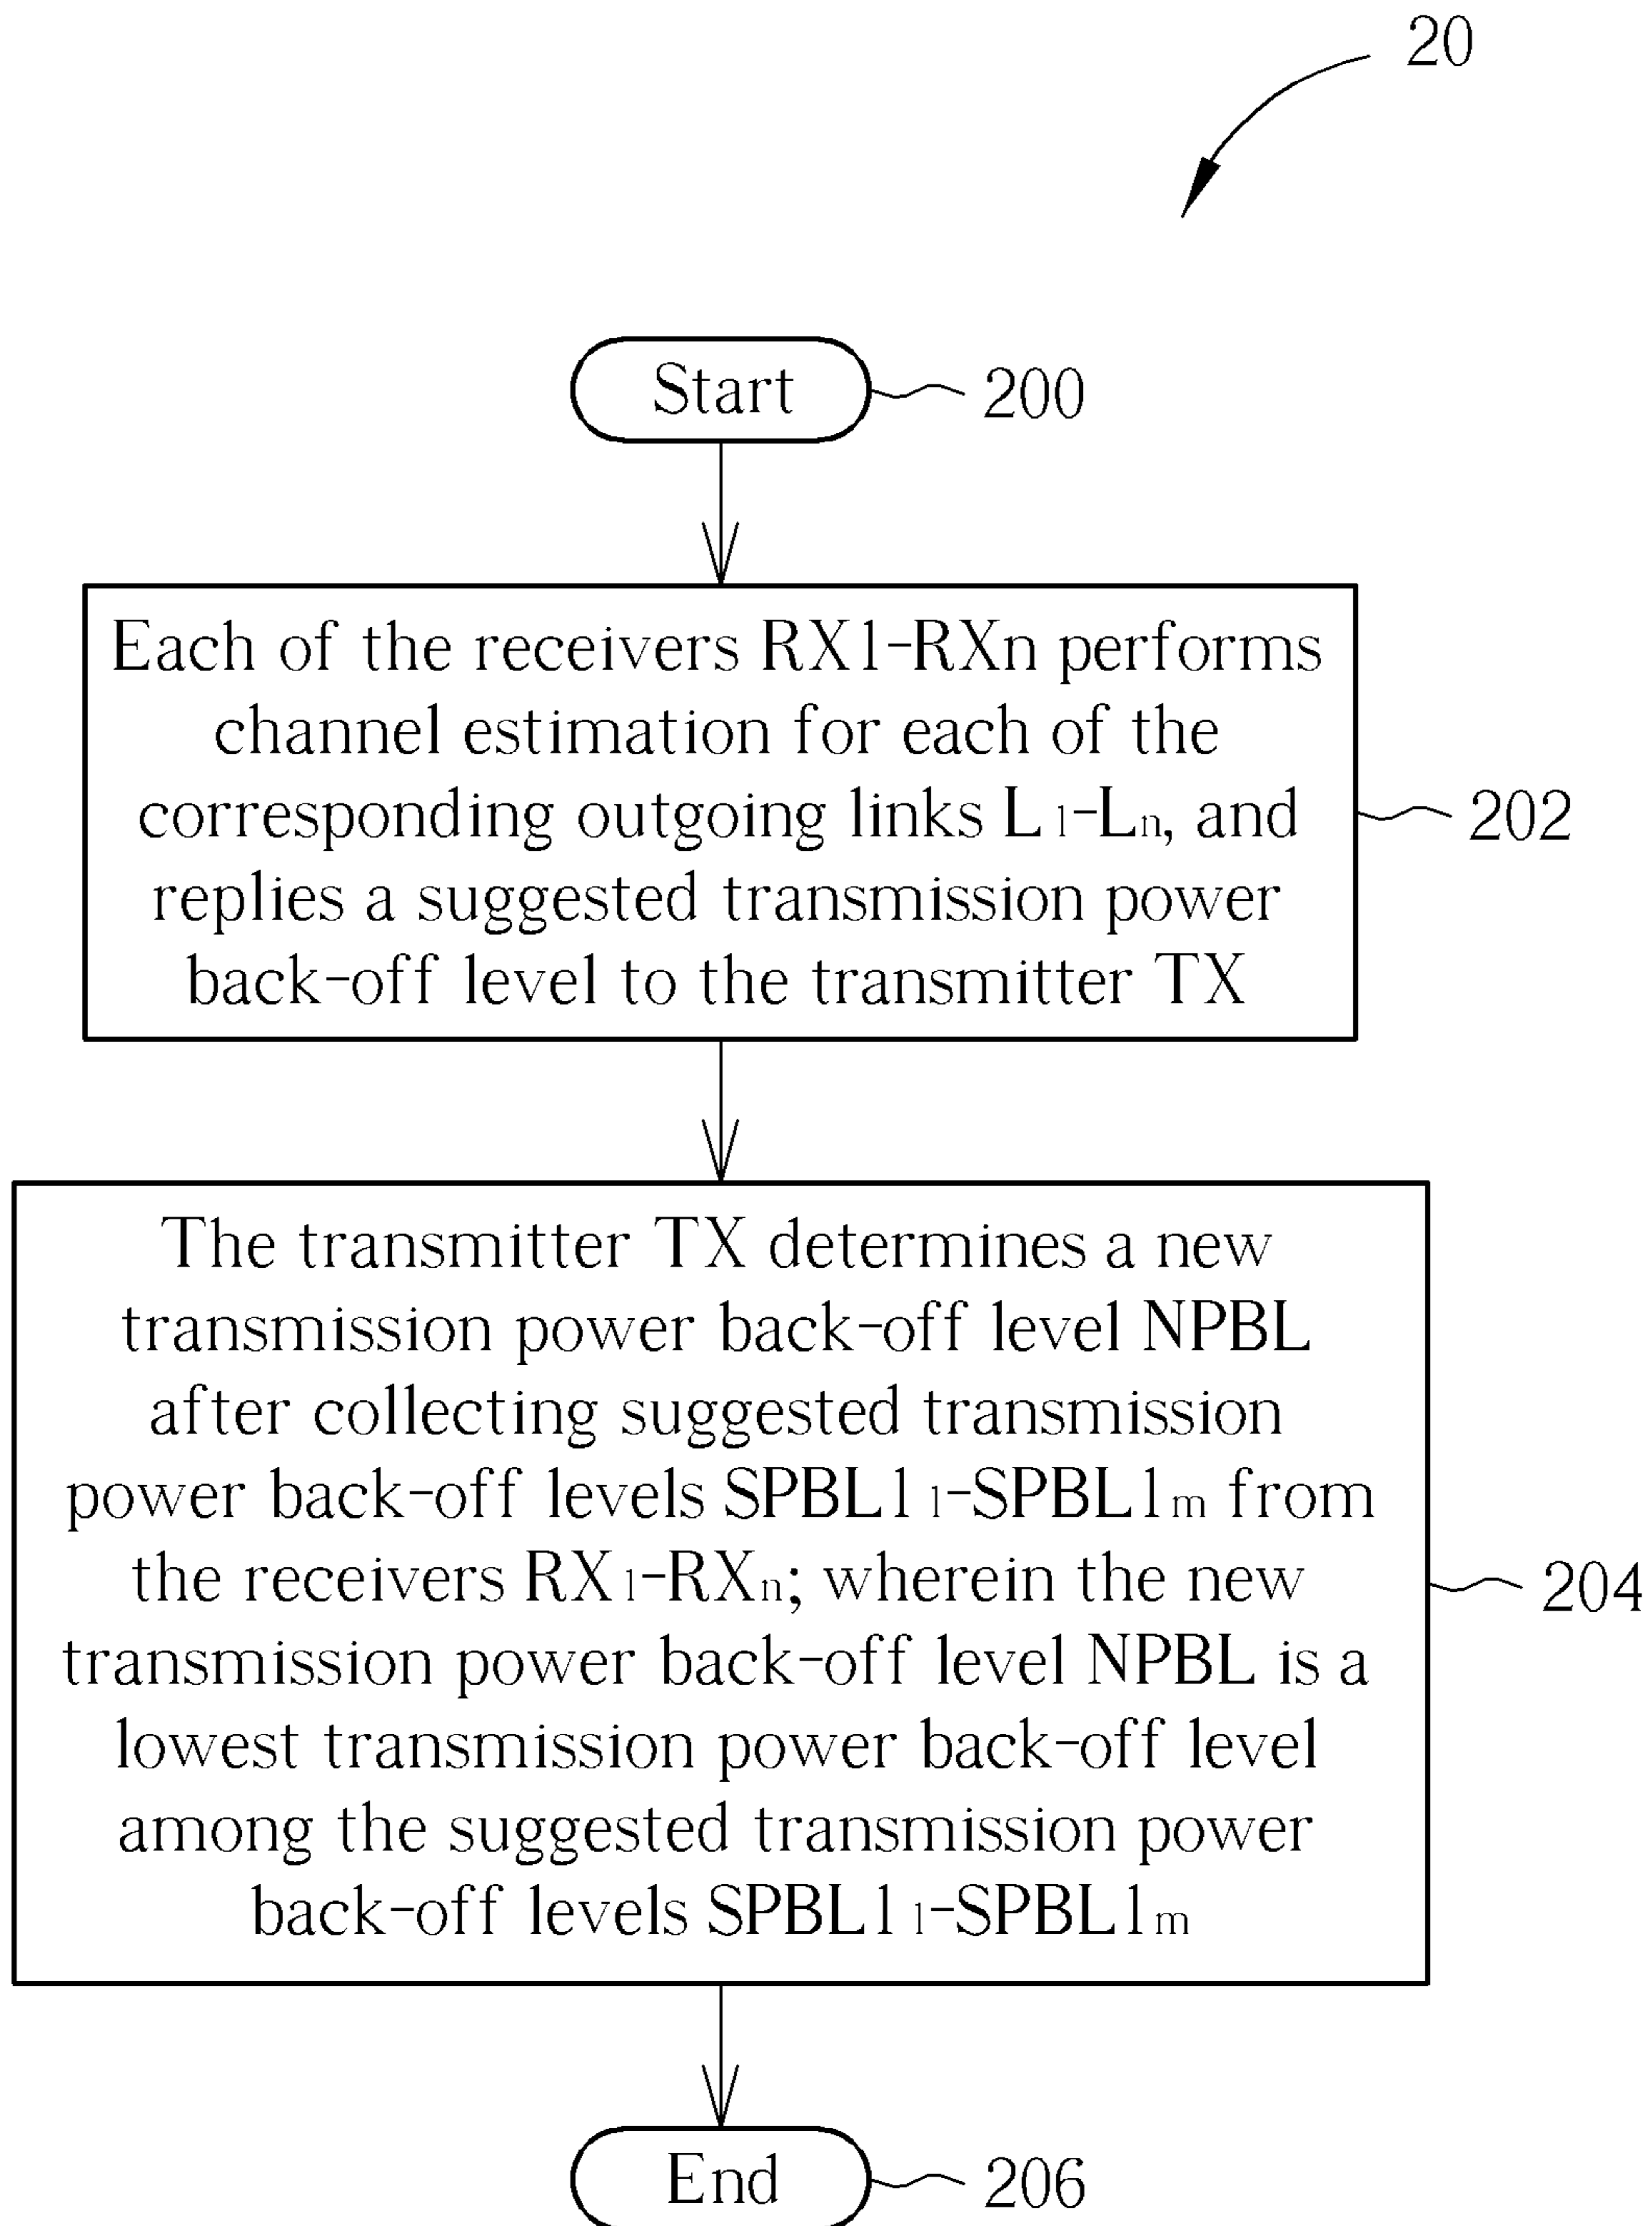 20
Start
200
Each of the receivers RX1-RXn performs
channel estimation for each of the
corresponding outgoing links L₁-Lₙ, and
replies a suggested transmission power
back-off level to the transmitter TX
202
The transmitter TX determines a new
transmission power back-off level NPBL
after collecting suggested transmission
power back-off levels SPBL1₁-SPBL1ₘ from
the receivers RX₁-RXₙ; wherein the new
transmission power back-off level NPBL is a
lowest transmission power back-off level
among the suggested transmission power
back-off levels SPBL1₁-SPBL1ₘ
204
End
206